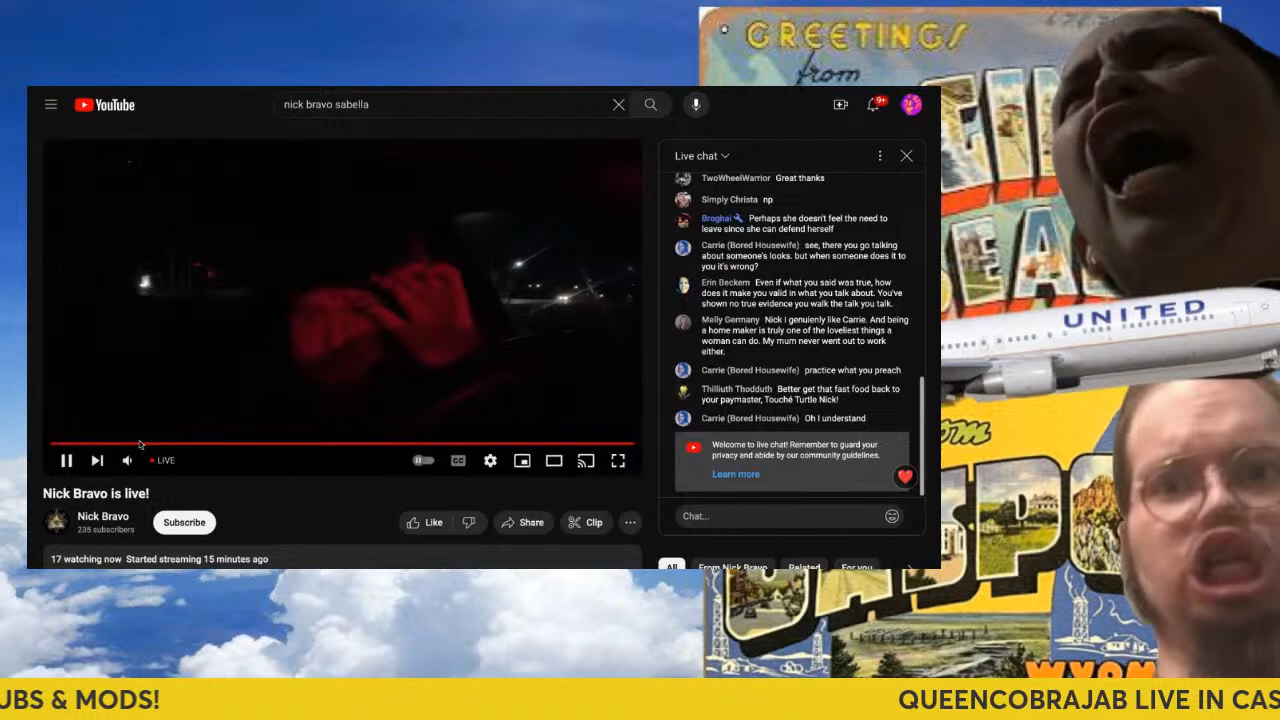 GREETINGS
from
YouTube
nick bravo sabella
9+
Live chat
TwoWheelWarrior Great thanks
Simply Christa np
Broghal Perhaps she doesn't feel the need to
leave since she can defend herself
Carrie (Bored Housewife) see, there you go talking
about someone's looks. but when someone does it to
you it's wrong?
Erin Beckem Even if what you said was true, how
does it make you valid in what you talk about. You've
shown no true evidence you walk the talk you talk.
Melly Germany Nick I genuienly like Carrie. And being
a home maker is truly one of the loveliest things a
woman can do. My mum never went out to work
either.
Carrie (Bored Housewife) practice what you preach
Thilliuth Thodduth Better get that fast food back to
your paymaster, Touché Turtle Nick!
Carrie (Bored Housewife) Oh I understand
Welcome to live chat! Remember to guard your
privacy and abide by our community guidelines.
Learn more
Chat...
LIVE
CC
Nick Bravo is live!
Nick Bravo
235 subscribers
Subscribe
Like
Share
Clip
17 watching now Started streaming 15 minutes ago
All
From Nick Bravo
Related
For you
UNITED
UBS & MODS!
QUEENCOBRAJAB LIVE IN CAS